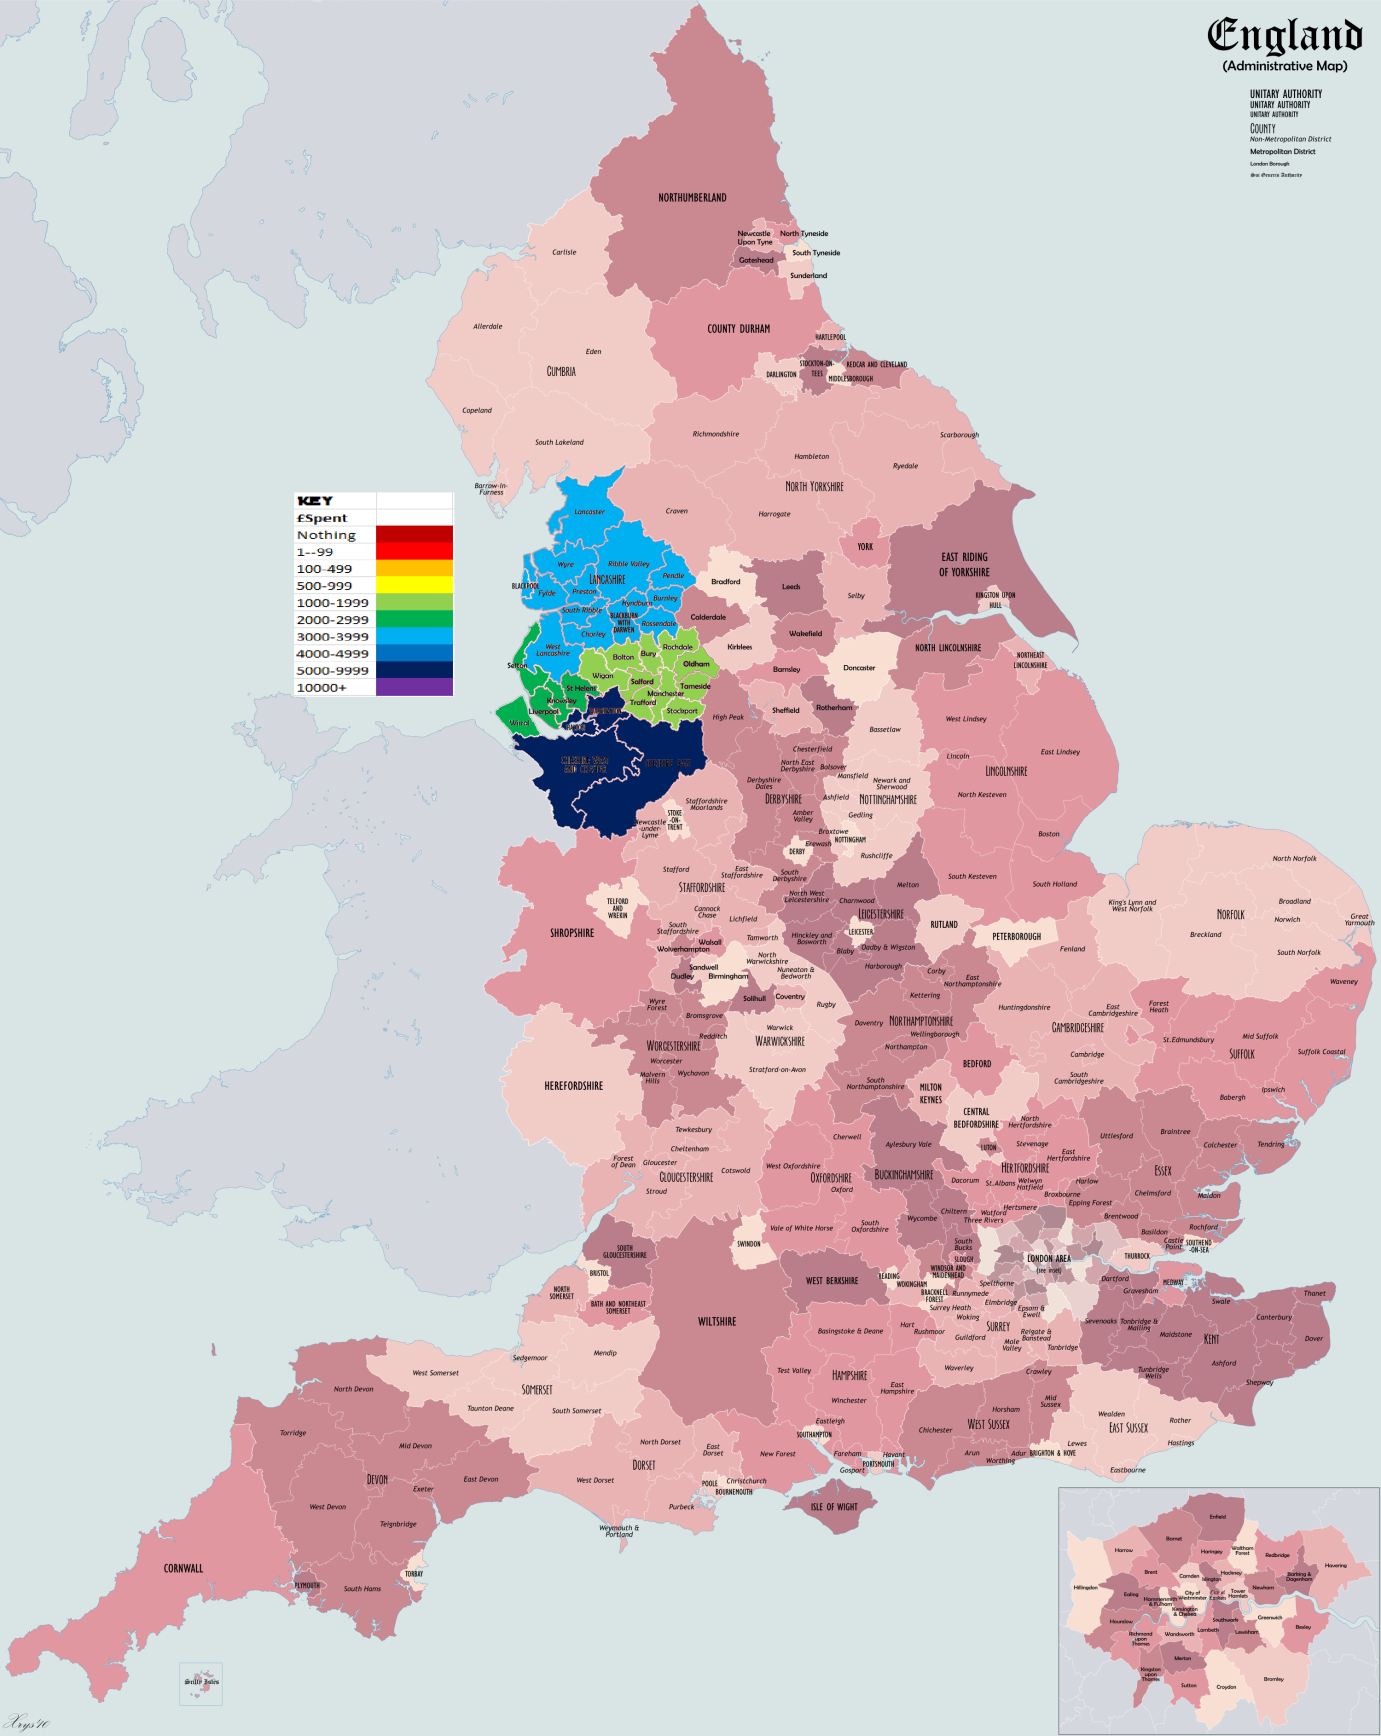 England
(Administrative Map)
UNITARY AUTHORITY
UNITARY AUTHORITY
UNITARY AUTHORITY
COUNTY
Non-Metropolitan District
Metropolitan District
London Borough
Sui Generis Authority
NORTHUMBERLAND
Newcastle
Upon Tyne
North Tyneside
South Tyneside
Gateshead
Sunderland
Carlisle
Allerdale
Eden
CUMBRIA
Copeland
South Lakeland
Barrow-in-
Furness
COUNTY DURHAM
HARTLEPOOL
STOCKTON-ON-
TEES
REDCAR AND CLEVELAND
DARLINGTON
MIDDLESBOROUGH
Richmondshire
Scarborough
Hambleton
Ryedale
NORTH YORKSHIRE
Craven
Harrogate
YORK
Selby
EAST RIDING
OF YORKSHIRE
KINGSTON UPON
HULL
KEY
£Spent
Nothing
1--99
100-499
500-999
1000-1999
2000-2999
3000-3999
4000-4999
5000-9999
10000+
Lancaster
Wyre
Ribble Valley
LANCASHIRE
Pendle
BLACKPOOL
Fylde
Preston
Burnley
Hyndburn
South Ribble
BLACKBURN
WITH
DARWEN
Rossendale
Chorley
West
Lancashire
Bradford
Leeds
Calderdale
Wakefield
Kirklees
Barnsley
Doncaster
Sheffield
Rotherham
NORTH LINCOLNSHIRE
NORTHEAST
LINCOLNSHIRE
Sefton
St Helens
Knowsley
Liverpool
Wirral
Bolton
Bury
Rochdale
Oldham
Wigan
Salford
Tameside
Manchester
Trafford
Stockport
CHESHIRE WEST
AND CHESTER
High Peak
Chesterfield
North East
Derbyshire
Bolsover
Derbyshire
Dales
DERBYSHIRE
Amber
Valley
Erewash
DERBY
South
Derbyshire
Bassetlaw
Mansfield
Newark and
Sherwood
Ashfield
NOTTINGHAMSHIRE
Gedling
Broxtowe
NOTTINGHAM
Rushcliffe
West Lindsey
Lincoln
East Lindsey
LINCOLNSHIRE
North Kesteven
Boston
South Kesteven
South Holland
Staffordshire
Moorlands
Newcastle
-under-
Lyme
STOKE
-ON-
TRENT
Stafford
East
Staffordshire
STAFFORDSHIRE
Cannock
Chase
Lichfield
South
Staffordshire
Tamworth
TELFORD
AND
WREKIN
SHROPSHIRE
Walsall
Wolverhampton
Sandwell
Dudley
Birmingham
Solihull
Coventry
North
Warwickshire
Nuneaton &
Bedworth
Rugby
Warwick
WARWICKSHIRE
Stratford-on-Avon
North West
Leicestershire
Charnwood
Melton
LEICESTERSHIRE
LEICESTER
Hinckley and
Bosworth
Blaby
Oadby & Wigston
Harborough
RUTLAND
PETERBOROUGH
Corby
East
Northamptonshire
Kettering
Daventry
NORTHAMPTONSHIRE
Wellingborough
Northampton
South
Northamptonshire
Fenland
Huntingdonshire
East
Cambridgeshire
CAMBRIDGESHIRE
Cambridge
South
Cambridgeshire
King's Lynn and
West Norfolk
North Norfolk
Broadland
NORFOLK
Norwich
Great
Yarmouth
Breckland
South Norfolk
Waveney
Forest
Heath
St.Edmundsbury
Mid Suffolk
SUFFOLK
Suffolk Coastal
Ipswich
Babergh
Wyre
Forest
Bromsgrove
Redditch
WORCESTERSHIRE
Worcester
Malvern
Hills
Wychavon
HEREFORDSHIRE
BEDFORD
MILTON
KEYNES
CENTRAL
BEDFORDSHIRE
LUTON
Tewkesbury
Cheltenham
Forest
of Dean
Gloucester
GLOUCESTERSHIRE
Cotswold
Stroud
Cherwell
West Oxfordshire
OXFORDSHIRE
Oxford
Vale of White Horse
South
Oxfordshire
Aylesbury Vale
BUCKINGHAMSHIRE
Wycombe
Chiltern
South
Bucks
North
Hertfordshire
Stevenage
East
Hertfordshire
HERTFORDSHIRE
Dacorum
St.Albans
Welwyn
Hatfield
Broxbourne
Hertsmere
Watford
Three Rivers
Uttlesford
Braintree
Colchester
Tendring
ESSEX
Harlow
Chelmsford
Maldon
Epping Forest
Brentwood
Rochford
Basildon
Castle
Point
SOUTHEND
-ON-SEA
THURROCK
LONDON AREA
(see inset)
SOUTH
GLOUCESTERSHIRE
BRISTOL
NORTH
SOMERSET
BATH AND NORTHEAST
SOMERSET
SWINDON
WILTSHIRE
WEST BERKSHIRE
READING
WOKINGHAM
SLOUGH
WINDSOR AND
MAIDENHEAD
BRACKNELL
FOREST
Spelthorne
Runnymede
Elmbridge
Surrey Heath
Epsom &
Ewell
Woking
SURREY
Guildford
Mole
Valley
Reigate &
Banstead
Tanbridge
Waverley
Dartford
Gravesham
MEDWAY
Swale
Thanet
Sevenoaks
Tonbridge &
Malling
Maidstone
KENT
Canterbury
Dover
Ashford
Tunbridge
Wells
Shepway
Basingstoke & Deane
Hart
Rushmoor
Test Valley
HAMPSHIRE
Winchester
East
Hampshire
Eastleigh
SOUTHAMPTON
New Forest
Fareham
Havant
Gosport
PORTSMOUTH
ISLE OF WIGHT
Crawley
Horsham
Mid
Sussex
Chichester
WEST SUSSEX
Arun
Adur
Worthing
BRIGHTON & HOVE
Wealden
Rother
EAST SUSSEX
Lewes
Hastings
Eastbourne
West Somerset
Sedgemoor
Mendip
SOMERSET
Taunton Deane
South Somerset
North Dorset
East
Dorset
DORSET
West Dorset
POOLE
Christchurch
BOURNEMOUTH
Purbeck
Weymouth &
Portland
North Devon
Torridge
Mid Devon
DEVON
East Devon
Exeter
West Devon
Teignbridge
TORBAY
PLYMOUTH
South Hams
CORNWALL
Scilly Isles
Xrys'10
Enfield
Barnet
Harrow
Haringey
Waltham
Forest
Redbridge
Havering
Brent
Camden
Islington
Hackney
Barking &
Dagenham
Hillingdon
Ealing
City of
Westminster
Tower
Hamlets
Newham
Hammersmith
& Fulham
Kensington
& Chelsea
Southwark
Greenwich
Hounslow
Bexley
Richmond
upon
Thames
Wandsworth
Lambeth
Lewisham
Merton
Kingston
upon
Thames
Sutton
Croydon
Bromley